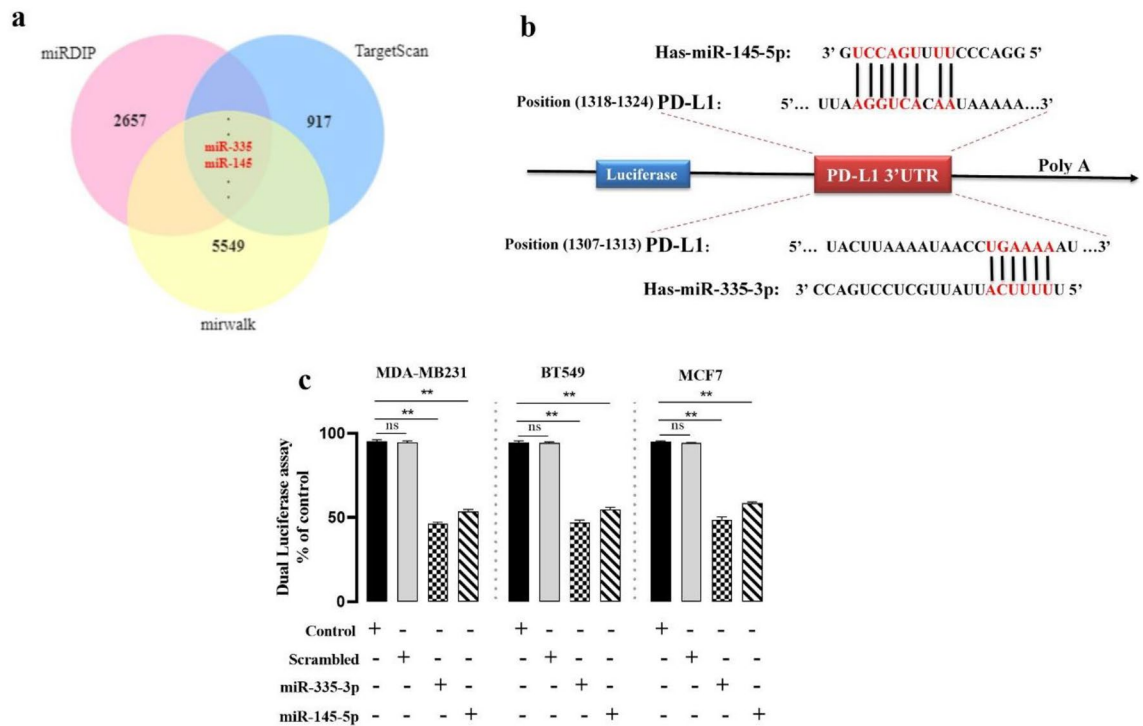 a
miRDIP
TargetScan
2657
917
miR-335
miR-145
5549
mirwalk
b
Has-miR-145-5p: 3’ GUCCAGUUUUCCCAGG 5’
Position (1318-1324) PD-L1: 5’... UUAAGGUCACAAUAAAAA...3’
Luciferase
PD-L1 3’UTR
Poly A
Position (1307-1313) PD-L1: 5’... UACUUAAAAUAACCUGAAAAAU ...3’
Has-miR-335-3p: 3’ CCAGUCCUCGUUAUUACUUUUU 5’
c
MDA-MB231 BT549 MCF7
** ** **
** ** **
ns ns ns
Dual Luciferase assay
% of control
100
50
0
Control + - - - + - - - + - - -
Scrambled - + - - - + - - - + - -
miR-335-3p - - + - - - + - - - + -
miR-145-5p - - - + - - - + - - - +